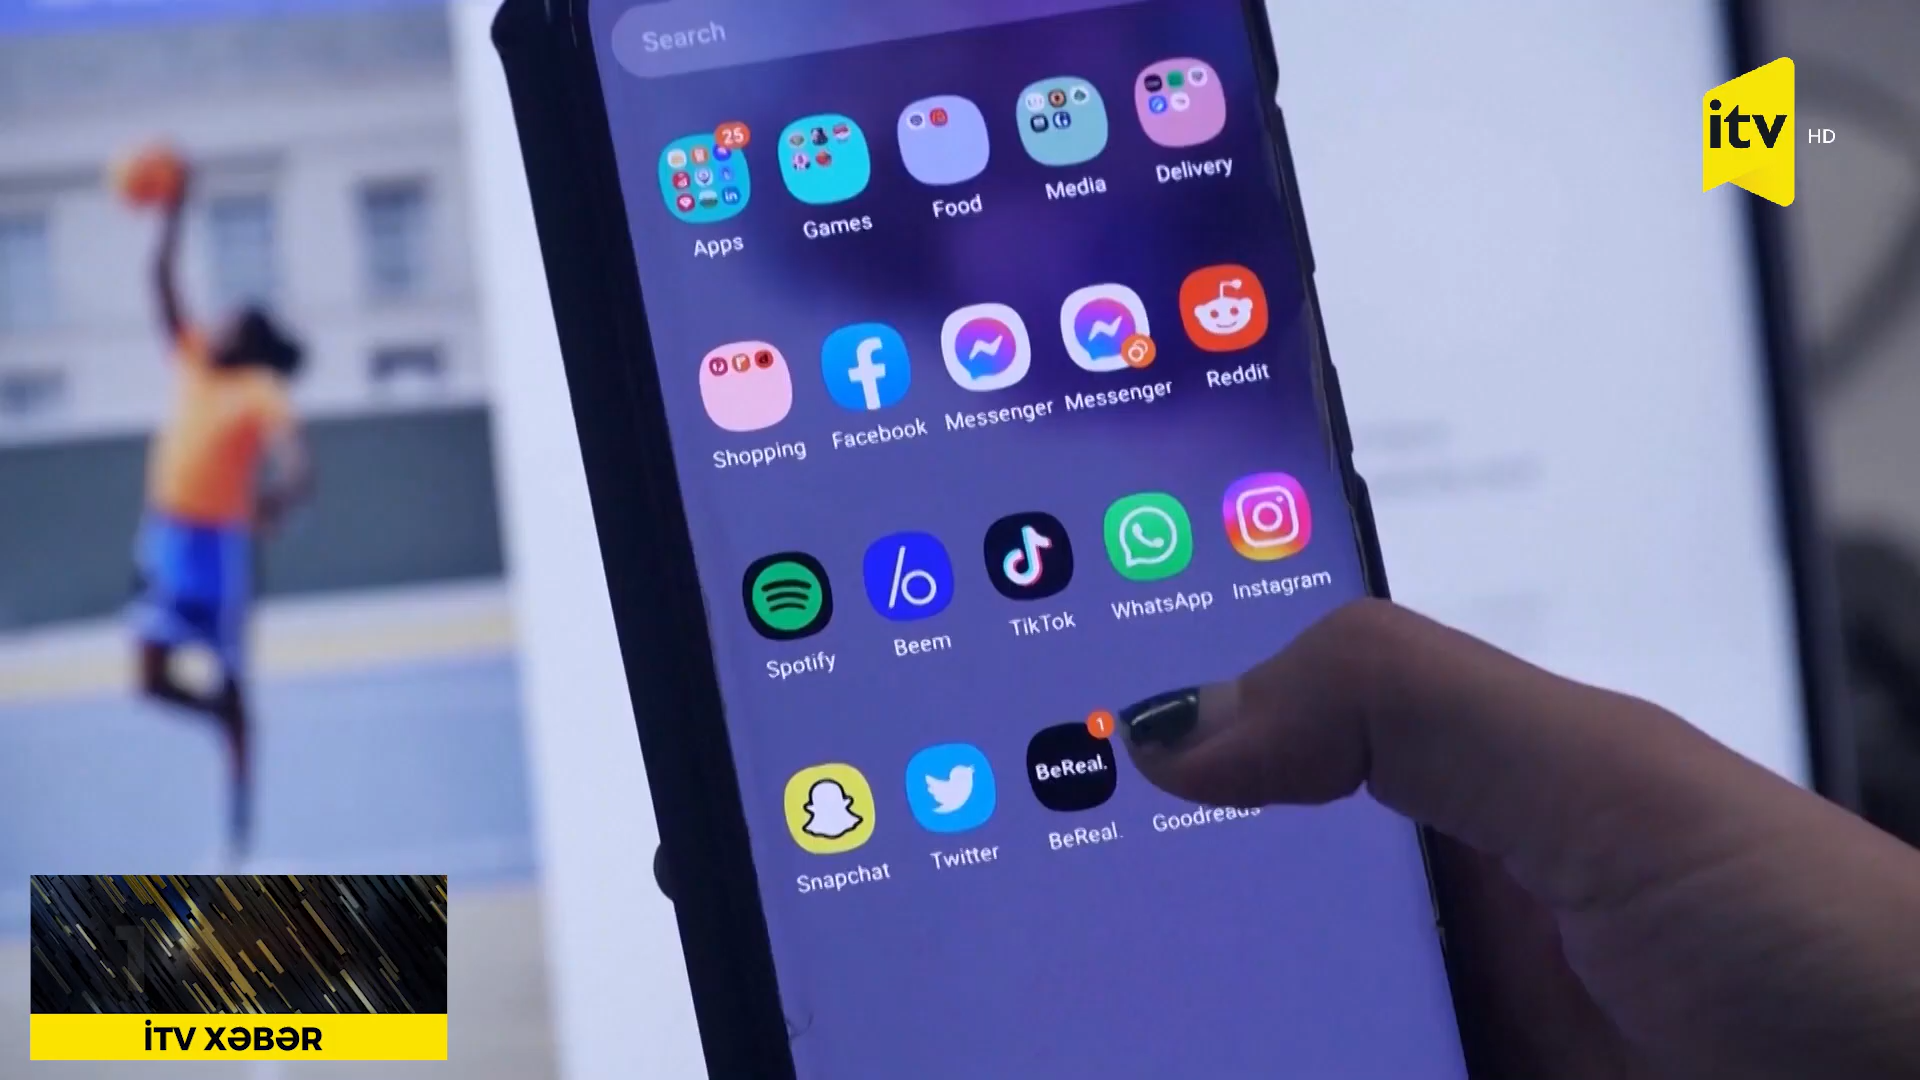 Search
itv HD
25
Apps
Games
Food
Media
Delivery
Shopping
Facebook
Messenger
Messenger
Reddit
Spotify
Beem
TikTok
WhatsApp
Instagram
1
BeReal.
Snapchat
Twitter
BeReal.
Goodreads
İTV XƏBƏR